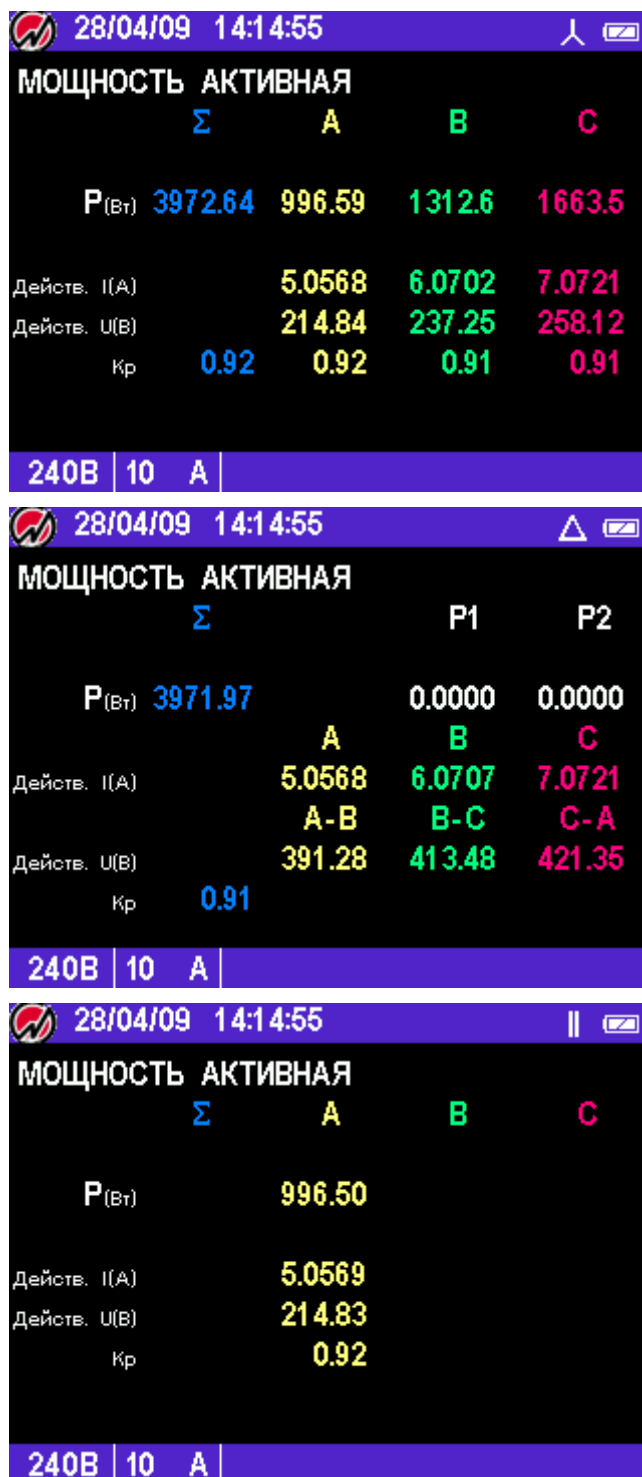 28/04/09 14:14:55
МОЩНОСТЬ АКТИВНАЯ
Σ A B C
P(Вт) 3972.64 996.59 1312.6 1663.5
Действ. I(A) 5.0568 6.0702 7.0721
Действ. U(В) 214.84 237.25 258.12
Кр 0.92 0.92 0.91 0.91
240В 10 А
28/04/09 14:14:55
МОЩНОСТЬ АКТИВНАЯ
Σ P1 P2
P(Вт) 3971.97 0.0000 0.0000
A B C
Действ. I(A) 5.0568 6.0707 7.0721
A-B B-C C-A
Действ. U(В) 391.28 413.48 421.35
Кр 0.91
240В 10 А
28/04/09 14:14:55
МОЩНОСТЬ АКТИВНАЯ
Σ A B C
P(Вт) 996.50
Действ. I(A) 5.0569
Действ. U(В) 214.83
Кр 0.92
240В 10 А